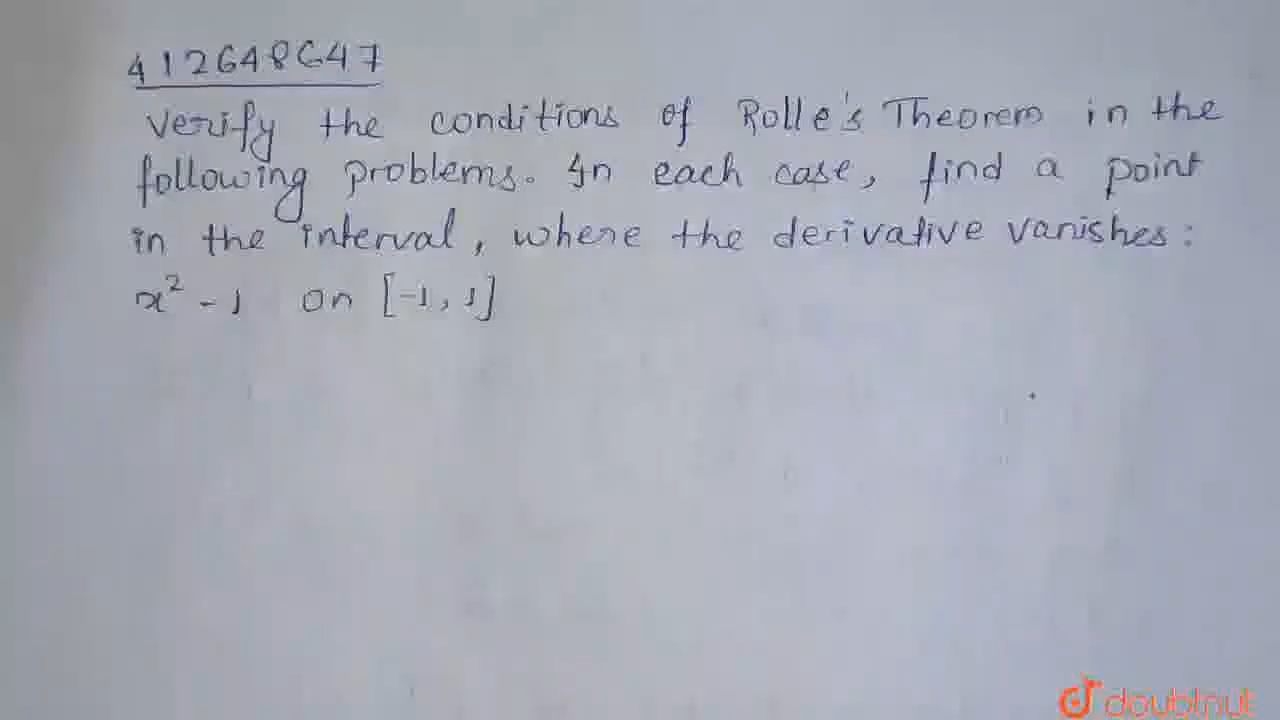 412648647
Verify the conditions of Rolle's Theorem in the
following problems. In each case, find a point
in the interval, where the derivative vanishes:
x² - 1 on [-1, 1]
doubtnut